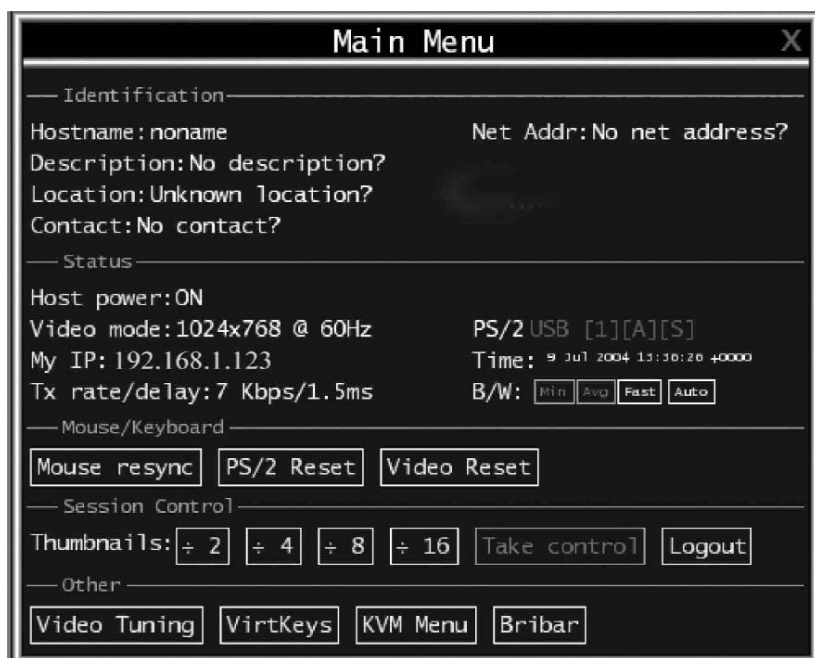 Main Menu X
Identification
Hostname:noname Net Addr:No net address?
Description:No description?
Location:Unknown location?
Contact:No contact?
Status
Host power:ON
Video mode:1024x768 @ 60Hz PS/2 USB [1][A][S]
My IP: 192.168.1.123 Time: 9 Jul 2004 13:36:26 +0000
Tx rate/delay:7 Kbps/1.5ms B/W: Min Avg Fast Auto
Mouse/Keyboard
Mouse resync PS/2 Reset Video Reset
Session Control
Thumbnails: ÷ 2 ÷ 4 ÷ 8 ÷ 16 Take control Logout
Other
Video Tuning VirtKeys KVM Menu Bribar